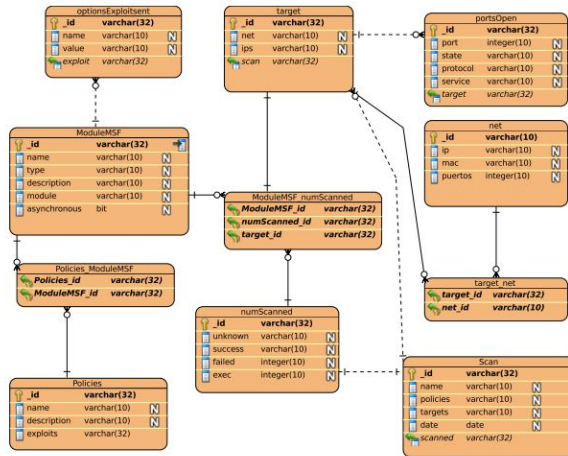 optionsExploitsent
_id varchar(32)
name varchar(10) N
value varchar(10) N
exploit varchar(32)
target
_id varchar(32)
net varchar(10) N
ips varchar(10) N
scan varchar(32)
portsOpen
_id varchar(32)
port integer(10) N
state varchar(10) N
protocol varchar(10) N
service varchar(10) N
target varchar(32)
ModuleMSF
_id varchar(32)
name varchar(10) N
type varchar(10) N
description varchar(10) N
module varchar(10) N
asynchronous bit N
net
_id varchar(10)
ip varchar(10) N
mac varchar(10) N
puertos integer(10) N
ModuleMSF_numScanned
ModuleMSF_id varchar(32)
numScanned_id varchar(32)
target_id varchar(32)
Policies_ModuleMSF
Policies_id varchar(32)
ModuleMSF_id varchar(32)
target_net
target_id varchar(32)
net_id varchar(10)
numScanned
_id varchar(32)
unknown varchar(10) N
success varchar(10) N
failed integer(10) N
exec integer(10) N
Policies
_id varchar(32)
name varchar(10) N
description varchar(10) N
exploits varchar(32)
Scan
_id varchar(32)
name varchar(10) N
policies varchar(10) N
targets varchar(10) N
date date N
scanned varchar(32)